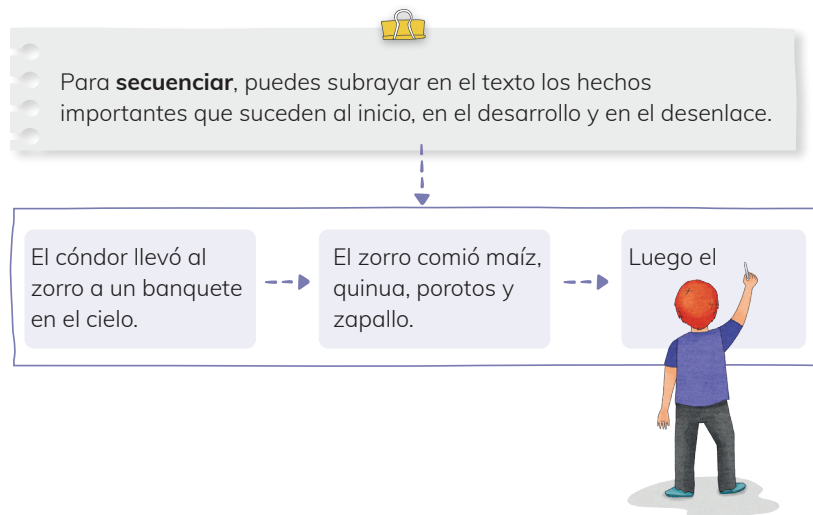 Para secuenciar, puedes subrayar en el texto los hechos
importantes que suceden al inicio, en el desarrollo y en el desenlace.
El cóndor llevó al
zorro a un banquete
en el cielo.
El zorro comió maíz,
quinua, porotos y
zapallo.
Luego el